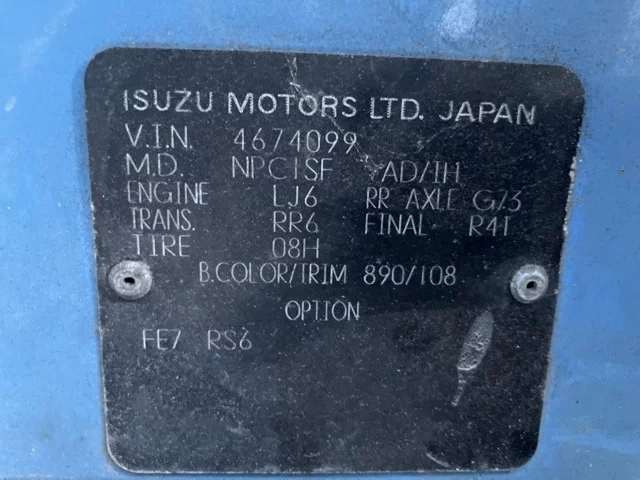 ISUZU MOTORS LTD. JAPAN
V.I.N. 4674099
M.D. NPC1SF AD/1H
ENGINE LJ6 RR AXLE G73
TRANS. RR6 FINAL R41
TIRE 08H
B.COLOR/TRIM 890/108
OPTION
FE7 RS6